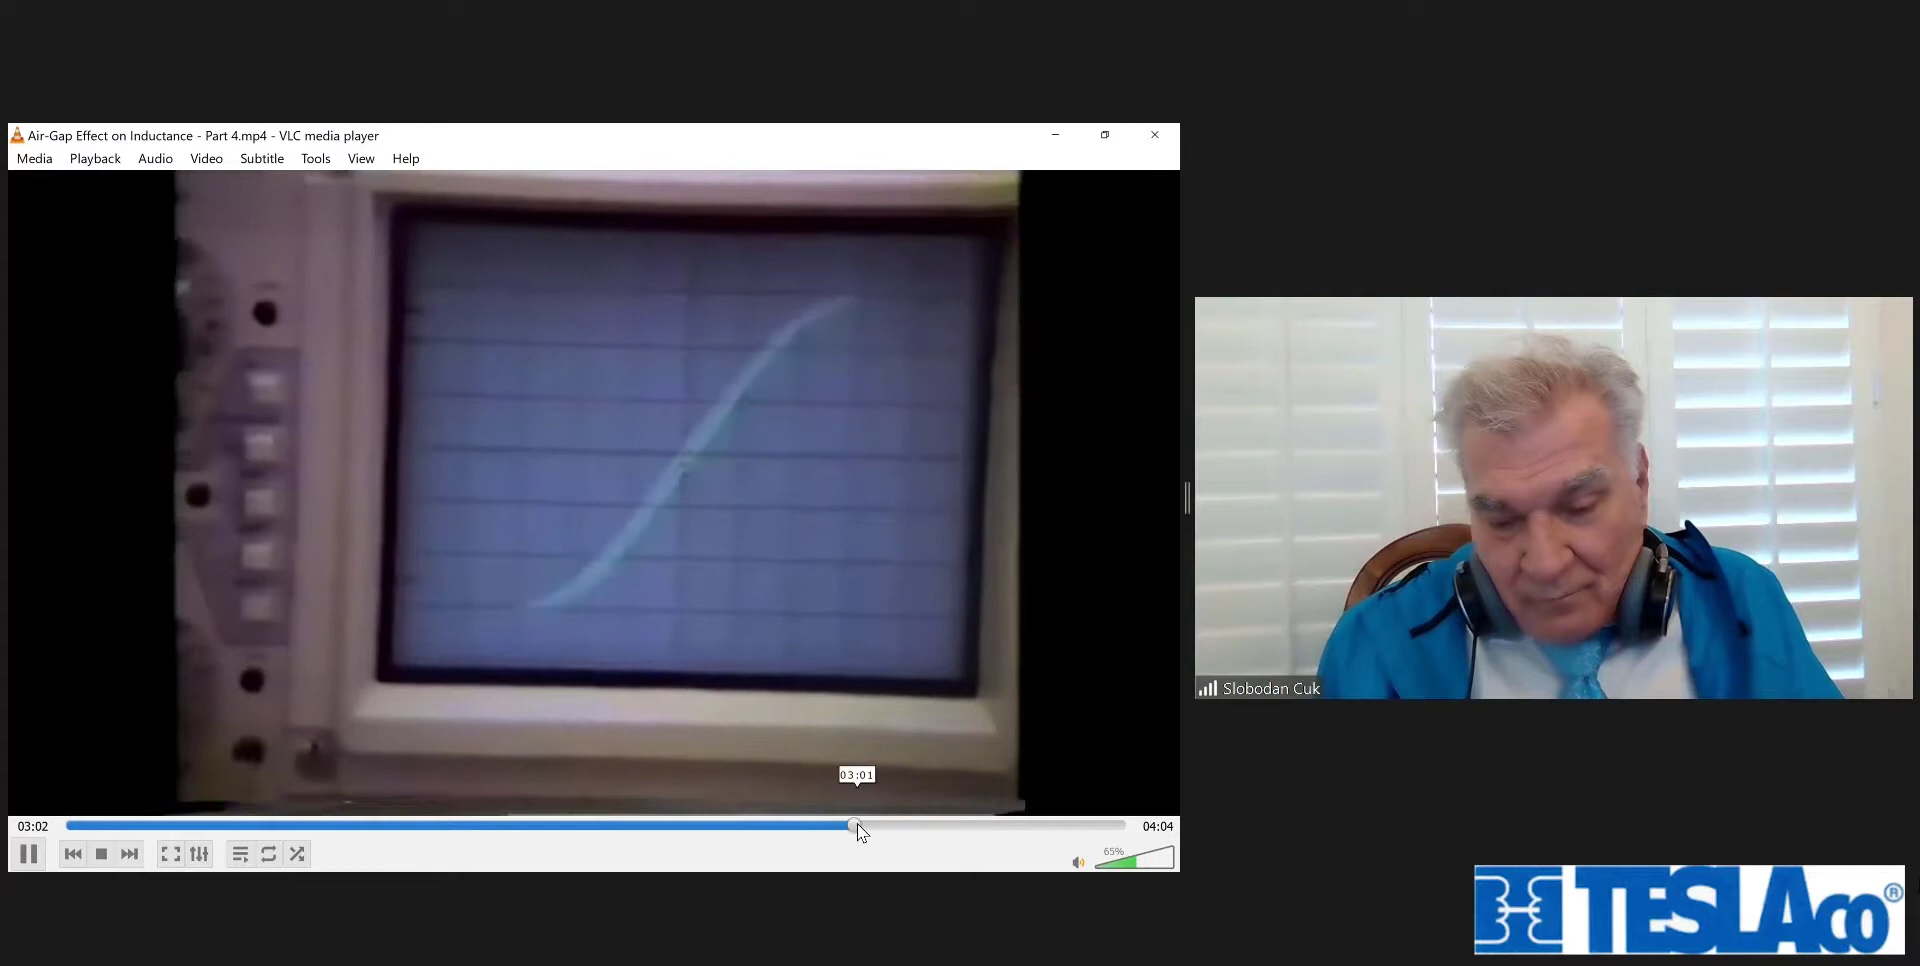 Air-Gap Effect on Inductance - Part 4.mp4 - VLC media player
Media Playback Audio Video Subtitle Tools View Help
03:01
03:02
04:04
65%
Slobodan Cuk
TESLAco®